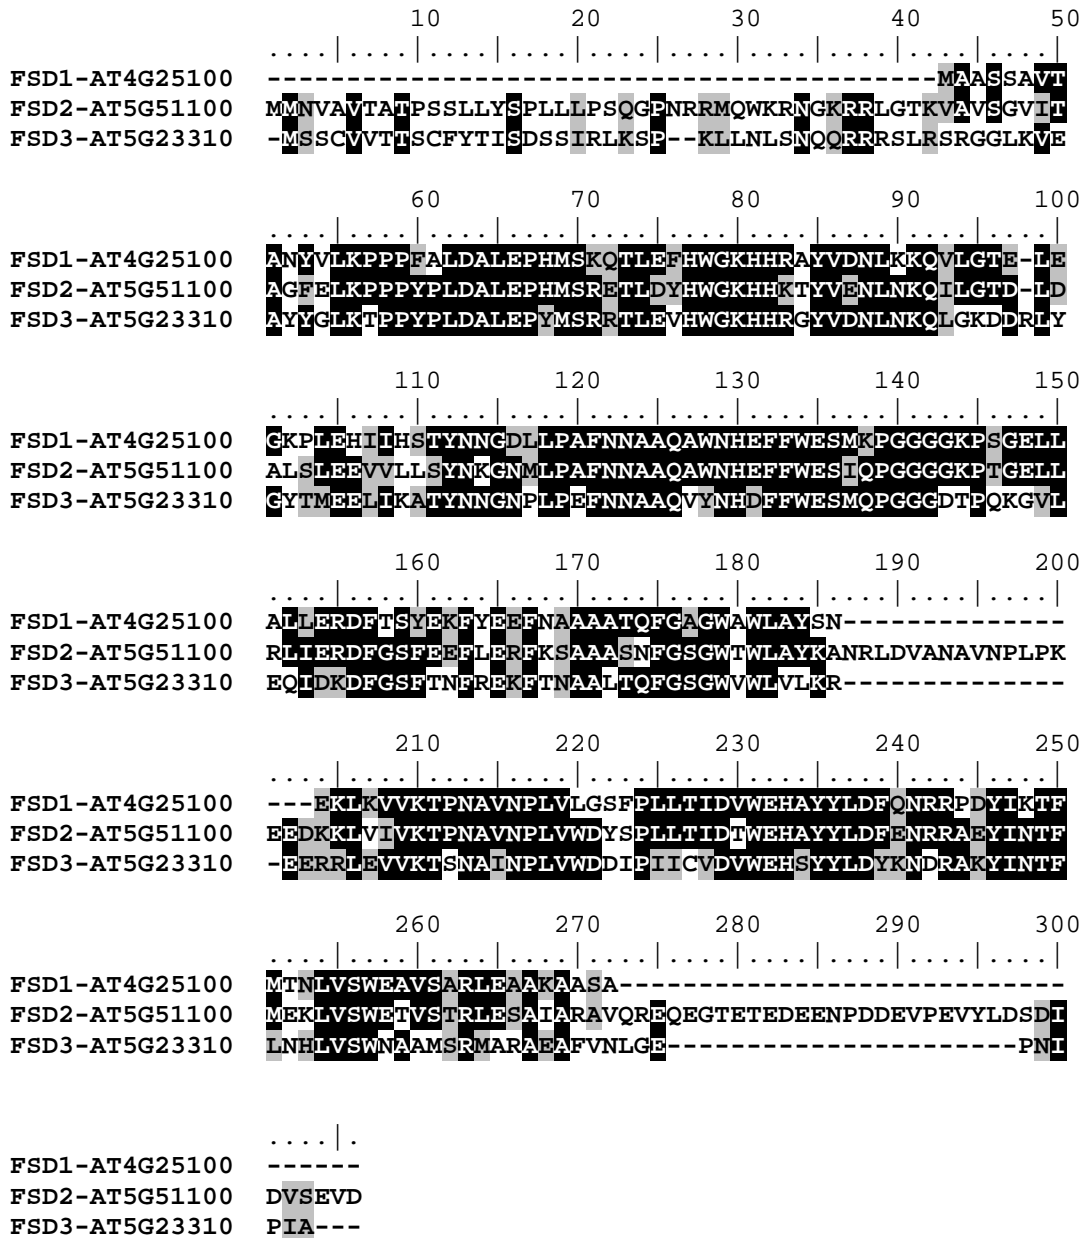 10 20 30 40 50
....|....|....|....|....|....|....|....|....|....|
FSD1-AT4G25100 ------------------------------------------MAASSAVT
FSD2-AT5G51100 MMNVAVTATPSSLLYSPLLLPSQGPNRRMQWKRNGKRRLGTKVAVSGVIT
FSD3-AT5G23310 -MSSCVVTTSCFYTISDSSIRLKSP--KLLNLSNQQRRRSLRSRGGLKVE
60 70 80 90 100
....|....|....|....|....|....|....|....|....|....|
FSD1-AT4G25100 ANYVLKPPPFALDALEPHMSKQTLEFHWGKHHRAYVDNLKKQVLGTE-LE
FSD2-AT5G51100 AGFELKPPPYPLDALEPHMSRETLDYHWGKHHKTYVENLNKQILGTD-LD
FSD3-AT5G23310 AYYGLKTPPYPLDALEPYMSRRTLEVHWGKHHRGYVDNLNKQLGKDDRLY
110 120 130 140 150
....|....|....|....|....|....|....|....|....|....|
FSD1-AT4G25100 GKPLEHIIHSTYNNGDLLPAFNNAAQAWNHEFFWESMKPGGGGKPSGELL
FSD2-AT5G51100 ALSLEEVVLLSYNKGNMLPAFNNAAQAWNHEFFWESIQPGGGGKPTGELL
FSD3-AT5G23310 GYTMEELIKATYNNGNPLPEFNNAAQVYNHDFFWESMQPGGGDTPQKGVL
160 170 180 190 200
....|....|....|....|....|....|....|....|....|....|
FSD1-AT4G25100 ALLERDFTSYEKFYEEFNAAAATQFGAGWAWLAYSN--------------
FSD2-AT5G51100 RLIERDFGSFEEFLERFKSAAASNFGSGWTWLAYKANRLDVANAVNPLPK
FSD3-AT5G23310 EQIDKDFGSFTNFREKFTNAALTQFGSGWVWLVLKR--------------
210 220 230 240 250
....|....|....|....|....|....|....|....|....|....|
FSD1-AT4G25100 ---EKLKVVKTPNAVNPLVLGSFPLLTIDVWEHAYYLDFQNRRPDYIKTF
FSD2-AT5G51100 EEDKKLVIVKTPNAVNPLVWDYSPLLTIDTWEHAYYLDFENRRAEYINTF
FSD3-AT5G23310 -EERRLEVVKTSNAINPLVWDDIPIICVDVWEHSYYLDYKNDRAKYINTF
260 270 280 290 300
....|....|....|....|....|....|....|....|....|....|
FSD1-AT4G25100 MTNLVSWEAVSARLEAAKAASA----------------------------
FSD2-AT5G51100 MEKLVSWETVSTRLESAIARAVQREQEGTETEDEENPDDEVPEVYLDSDI
FSD3-AT5G23310 LNHLVSWNAAMSRMARAEAFVNLGE----------------------PNI
....|.
FSD1-AT4G25100 ------
FSD2-AT5G51100 DVSEVD
FSD3-AT5G23310 PIA---